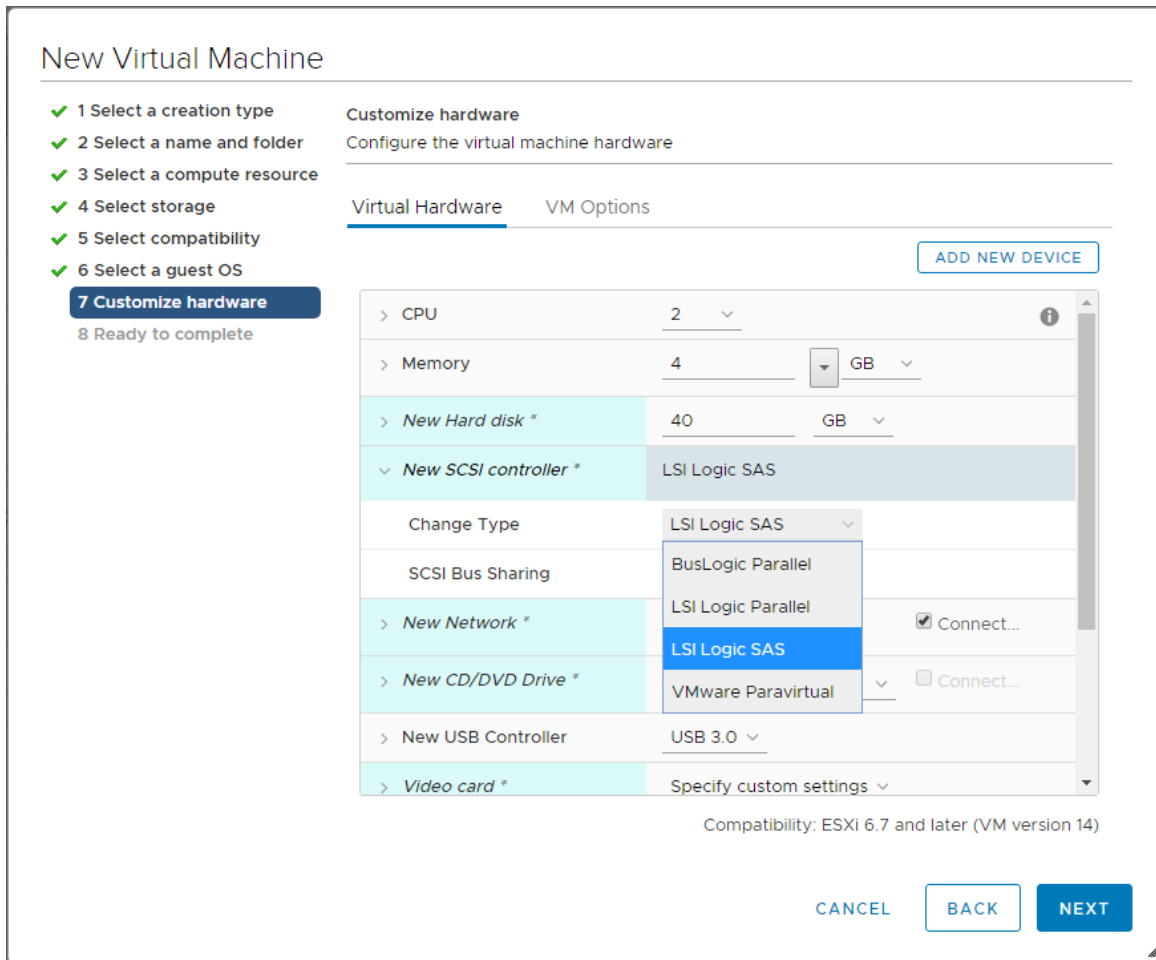 New Virtual Machine
1 Select a creation type
2 Select a name and folder
3 Select a compute resource
4 Select storage
5 Select compatibility
6 Select a guest OS
7 Customize hardware
8 Ready to complete
Customize hardware
Configure the virtual machine hardware
Virtual Hardware VM Options
ADD NEW DEVICE
CPU 2
Memory 4 GB
New Hard disk * 40 GB
New SCSI controller * LSI Logic SAS
Change Type LSI Logic SAS
BusLogic Parallel
SCSI Bus Sharing
LSI Logic Parallel
New Network * Connect...
LSI Logic SAS
New CD/DVD Drive * Connect...
VMware Paravirtual
New USB Controller USB 3.0
Video card * Specify custom settings
Compatibility: ESXi 6.7 and later (VM version 14)
CANCEL BACK NEXT